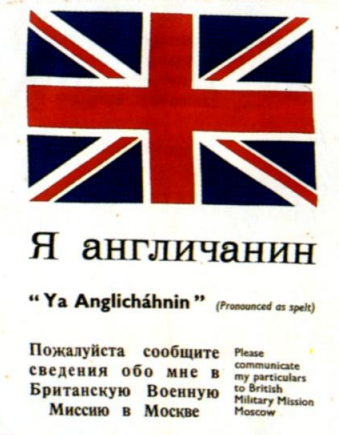 Я англичанин
“Ya Anglicháhnin” (Pronounced as spelt)
Пожалуйста сообщите
сведения обо мне в
Британскую Военную
Миссию в Москве
Please
communicate
my particulars
to British
Military Mission
Moscow